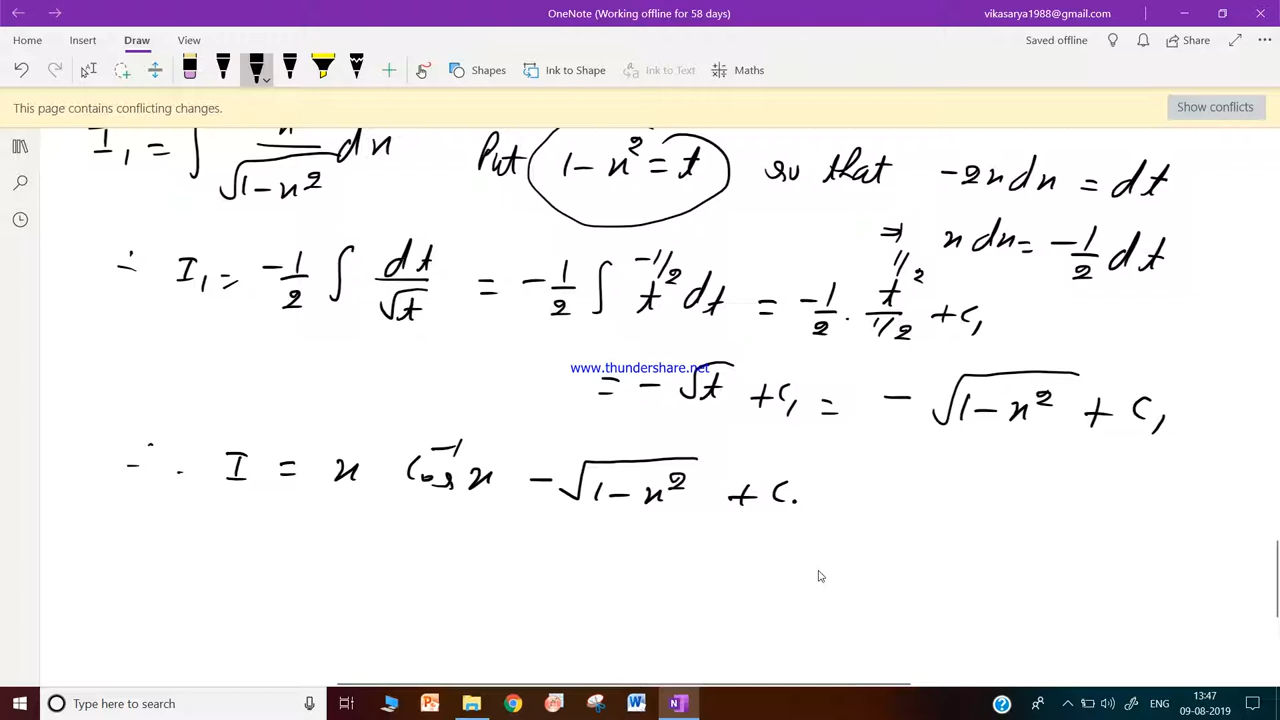 OneNote (Working offline for 58 days)
vikasarya1988@gmail.com
Home Insert Draw View
Saved offline
Share
Shapes
Ink to Shape
Ink to Text
Maths
This page contains conflicting changes.
Show conflicts
I₁ = ∫ x/√(1-x²) dx Put 1-x² = t so that -2xdx = dt
⇒ x dx = -1/2 dt
∴ I₁ = -1/2 ∫ dt/√t = -1/2 ∫ t^(-1/2) dt = -1/2 · t^(1/2)/(1/2) + C₁
www.thundershare.net
= -√t + C₁ = -√(1-x²) + C₁
∴ I = x Cos⁻¹x - √(1-x²) + C.
Type here to search
ENG
13:47
09-08-2019